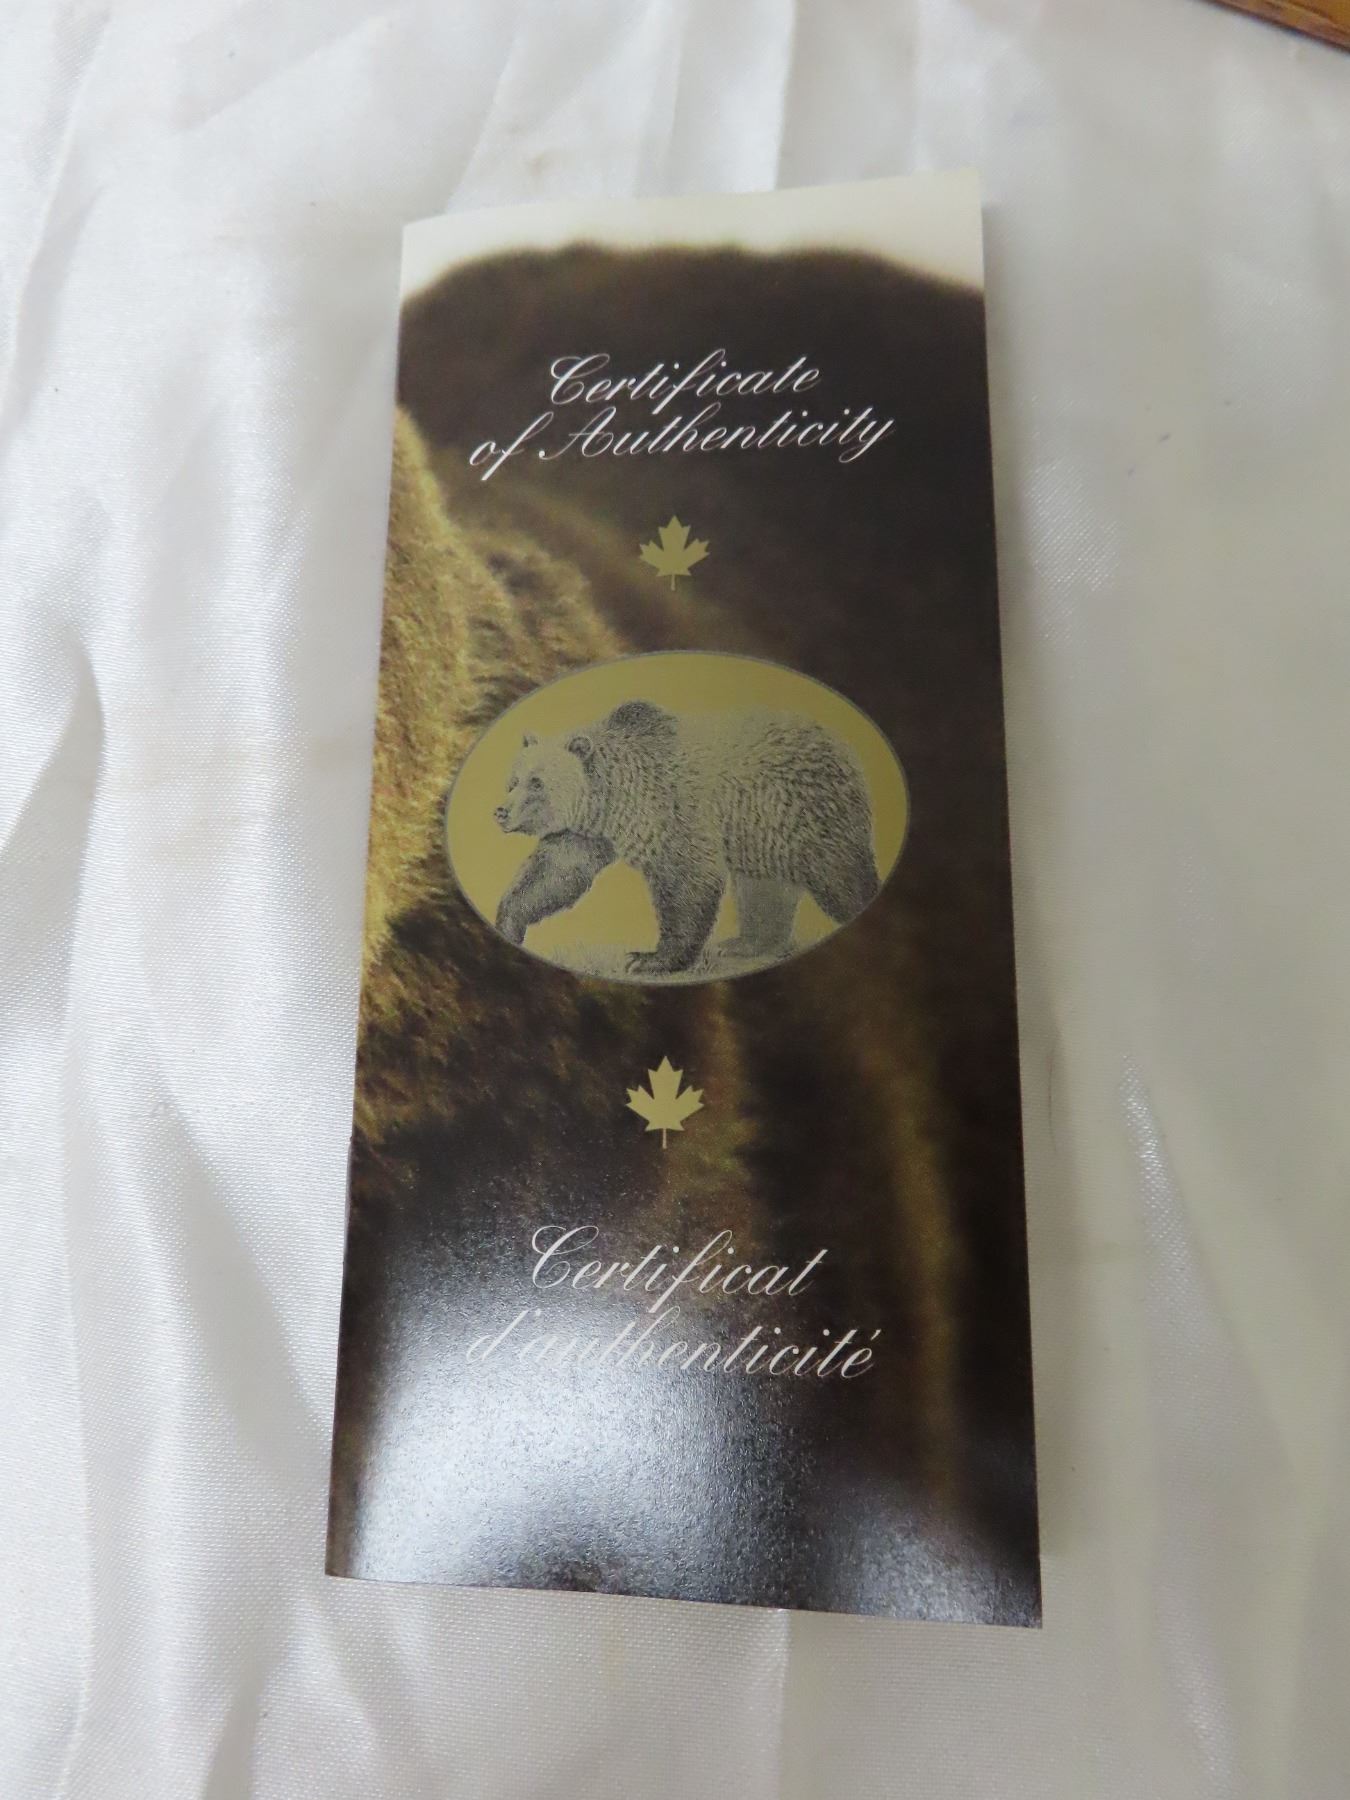 Certificate
of Authenticity
Certificat
d'authenticité